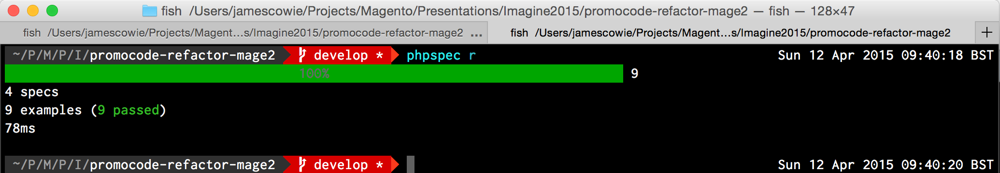 fish /Users/jamescowie/Projects/Magento/Presentations/Imagine2015/promocode-refactor-mage2 — fish — 128×47
fish /Users/jamescowie/Projects/Magent...s/Imagine2015/promocode-refactor-mage2 ... fish /Users/jamescowie/Projects/Magent...s/Imagine2015/promocode-refactor-mage2 +
~/P/M/P/I/promocode-refactor-mage2 develop * phpspec r Sun 12 Apr 2015 09:40:18 BST
100% 9
4 specs
9 examples (9 passed)
78ms
~/P/M/P/I/promocode-refactor-mage2 develop * Sun 12 Apr 2015 09:40:20 BST